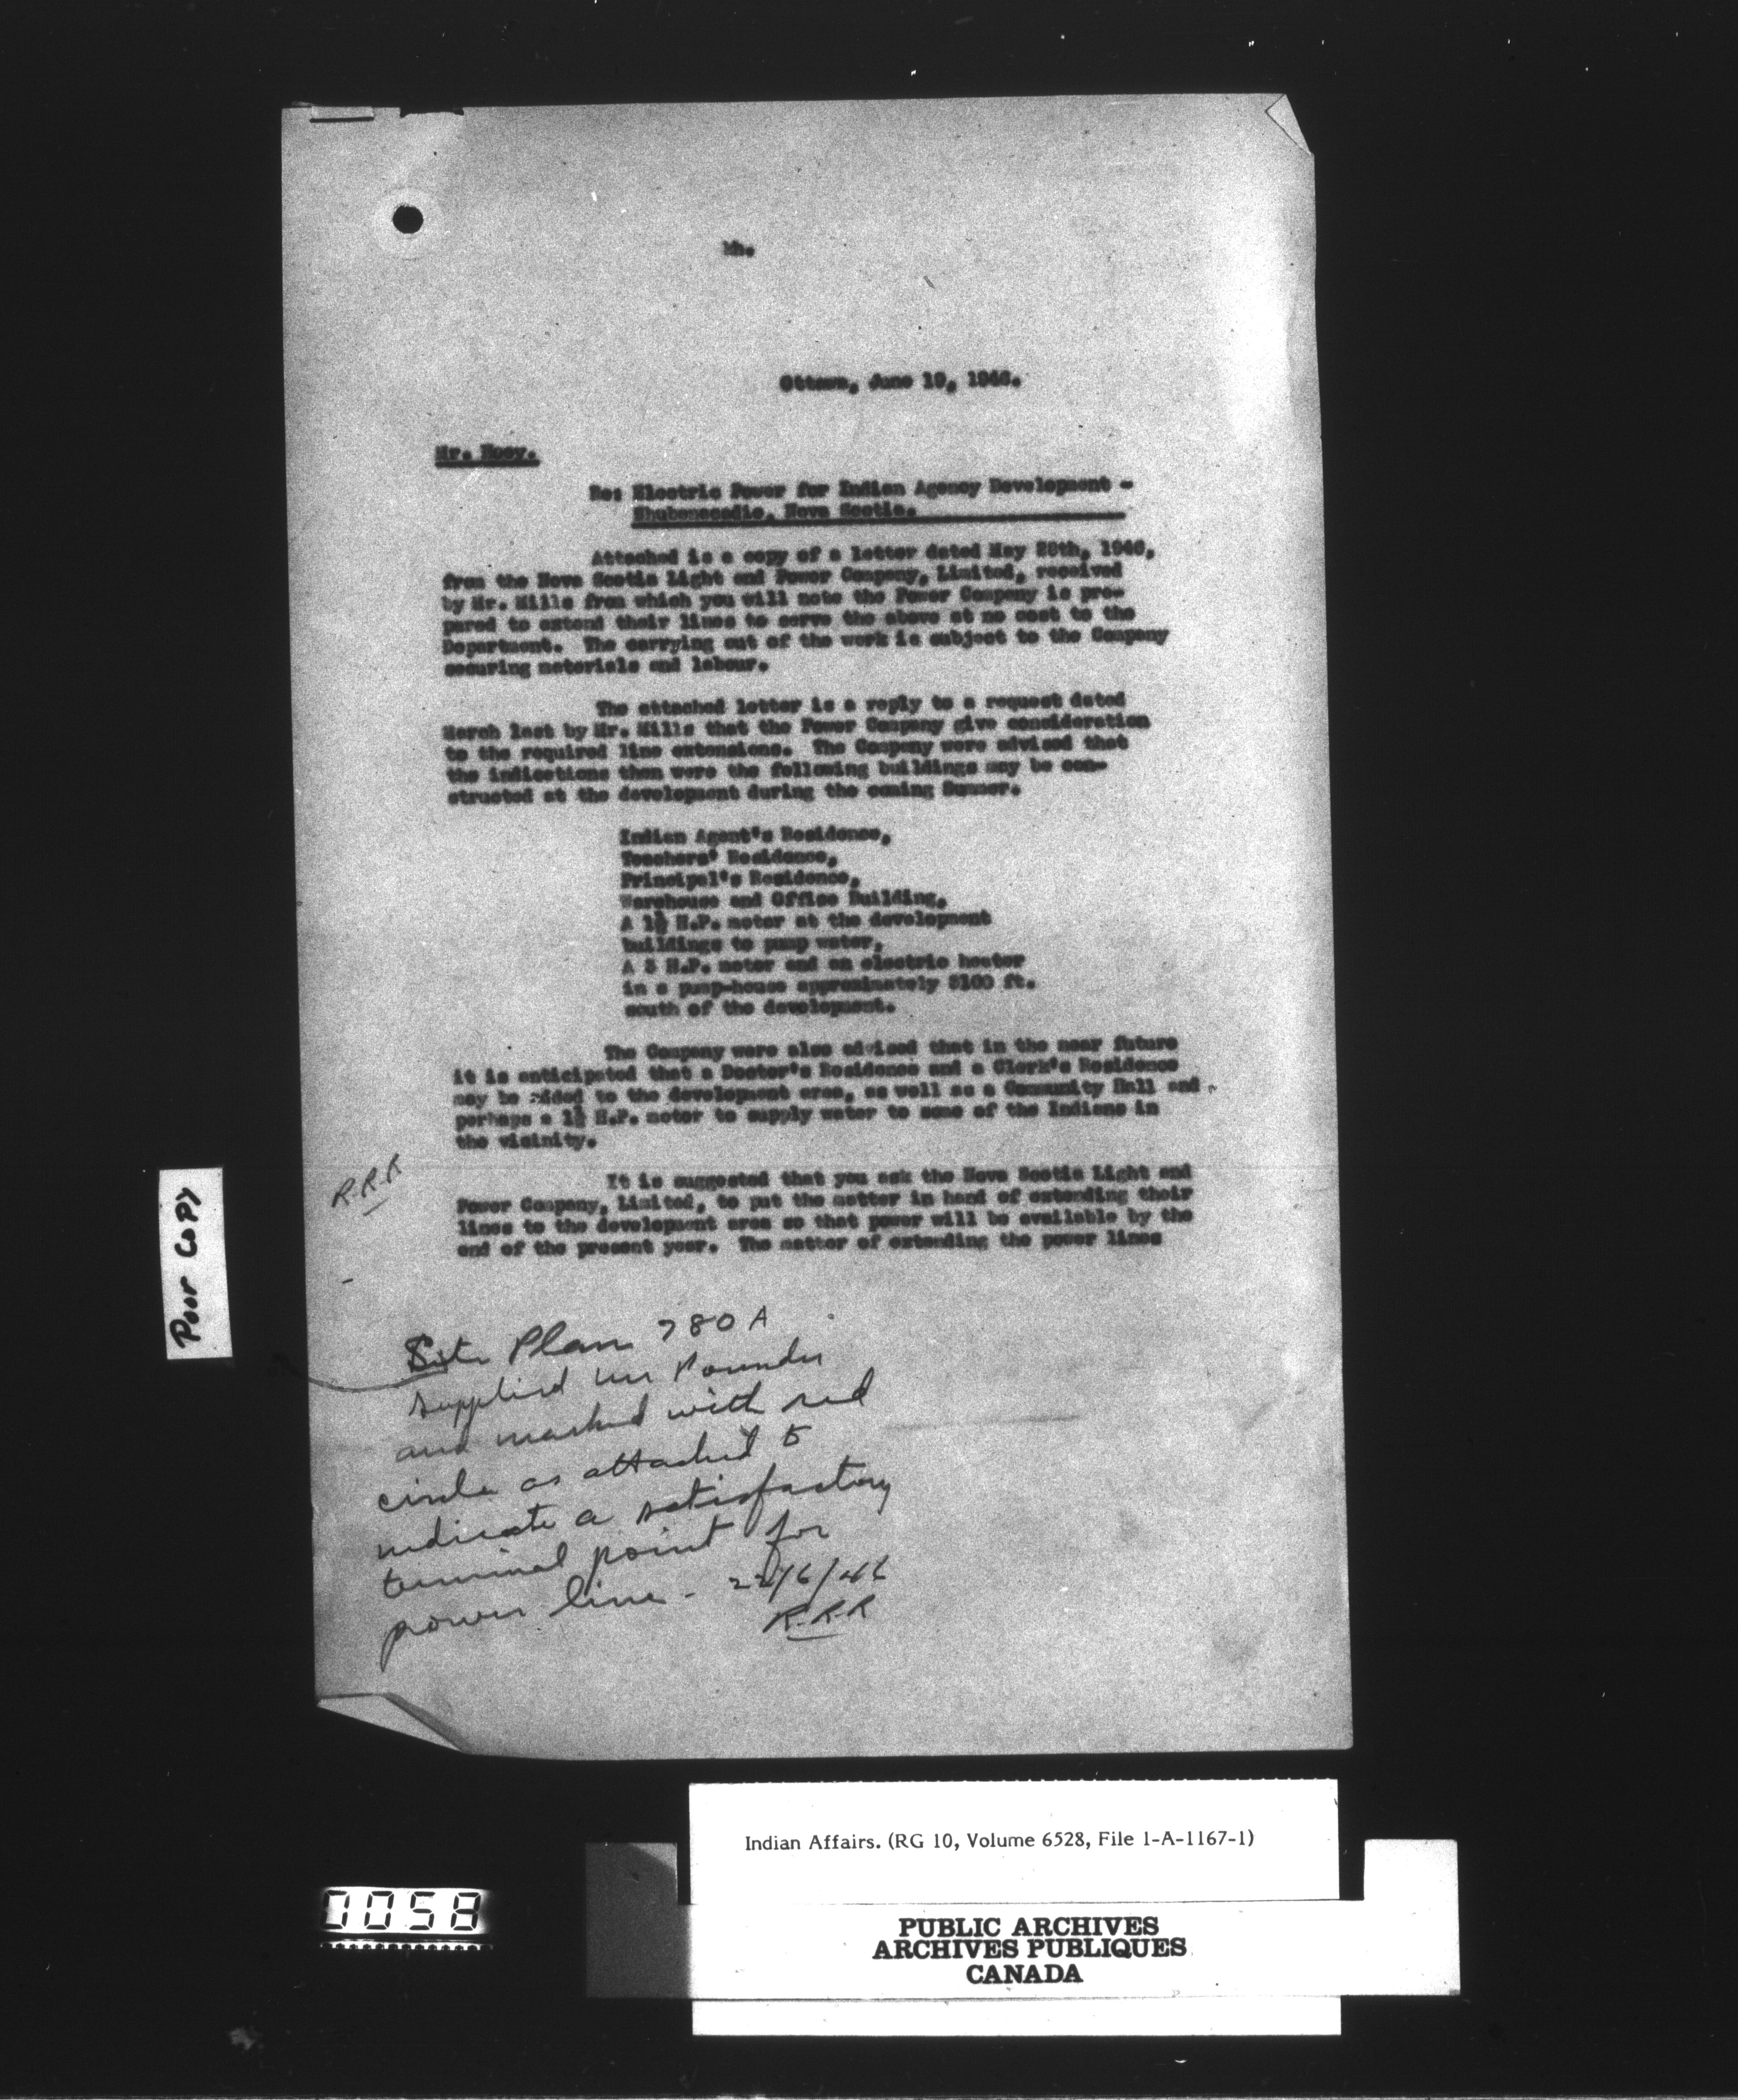 Mh.
Ottawa, June 19, 1946.
Mr. Hoey.
Re: Electric Power for Indian Agency Development -
Shubenacadie, Nova Scotia.
Attached is a copy of a letter dated May 28th, 1946,
from the Nova Scotia Light and Power Company, Limited, received
by Mr. Mills from which you will note the Power Company is pre-
pared to extend their lines to serve the above at no cost to the
Department. The carrying out of the work is subject to the Company
securing materials and labour.
The attached letter is a reply to a request dated
March last by Mr. Mills that the Power Company give consideration
to the required line extensions. The Company were advised that
the indications then were the following buildings may be con-
structed at the development during the coming Summer.
Indian Agent's Residence,
Teachers' Residence,
Principal's Residence,
Warehouse and Office Building,
A 1½ H.P. motor at the development
buildings to pump water,
A 3 H.P. motor and an electric heater
in a pump-house approximately 2100 ft.
south of the development.
The Company were also advised that in the near future
it is anticipated that a Doctor's Residence and a Clerk's Residence
may be added to the development area, as well as a Community Hall and
perhaps a 1½ H.P. motor to supply water to some of the Indians in
the vicinity.
R.R.R
It is suggested that you ask the Nova Scotia Light and
Power Company, Limited, to put the matter in hand of extending their
lines to the development area so that power will be available by the
end of the present year. The matter of extending the power lines
Poor Copy
Site Plan 780 A
supplied Mr Pounder
and marked with red
circle as attached to
indicate a satisfactory
terminal point for
power line - 22/6/46
R.R.R
Indian Affairs. (RG 10, Volume 6528, File 1-A-1167-1)
PUBLIC ARCHIVES
ARCHIVES PUBLIQUES
CANADA
0058